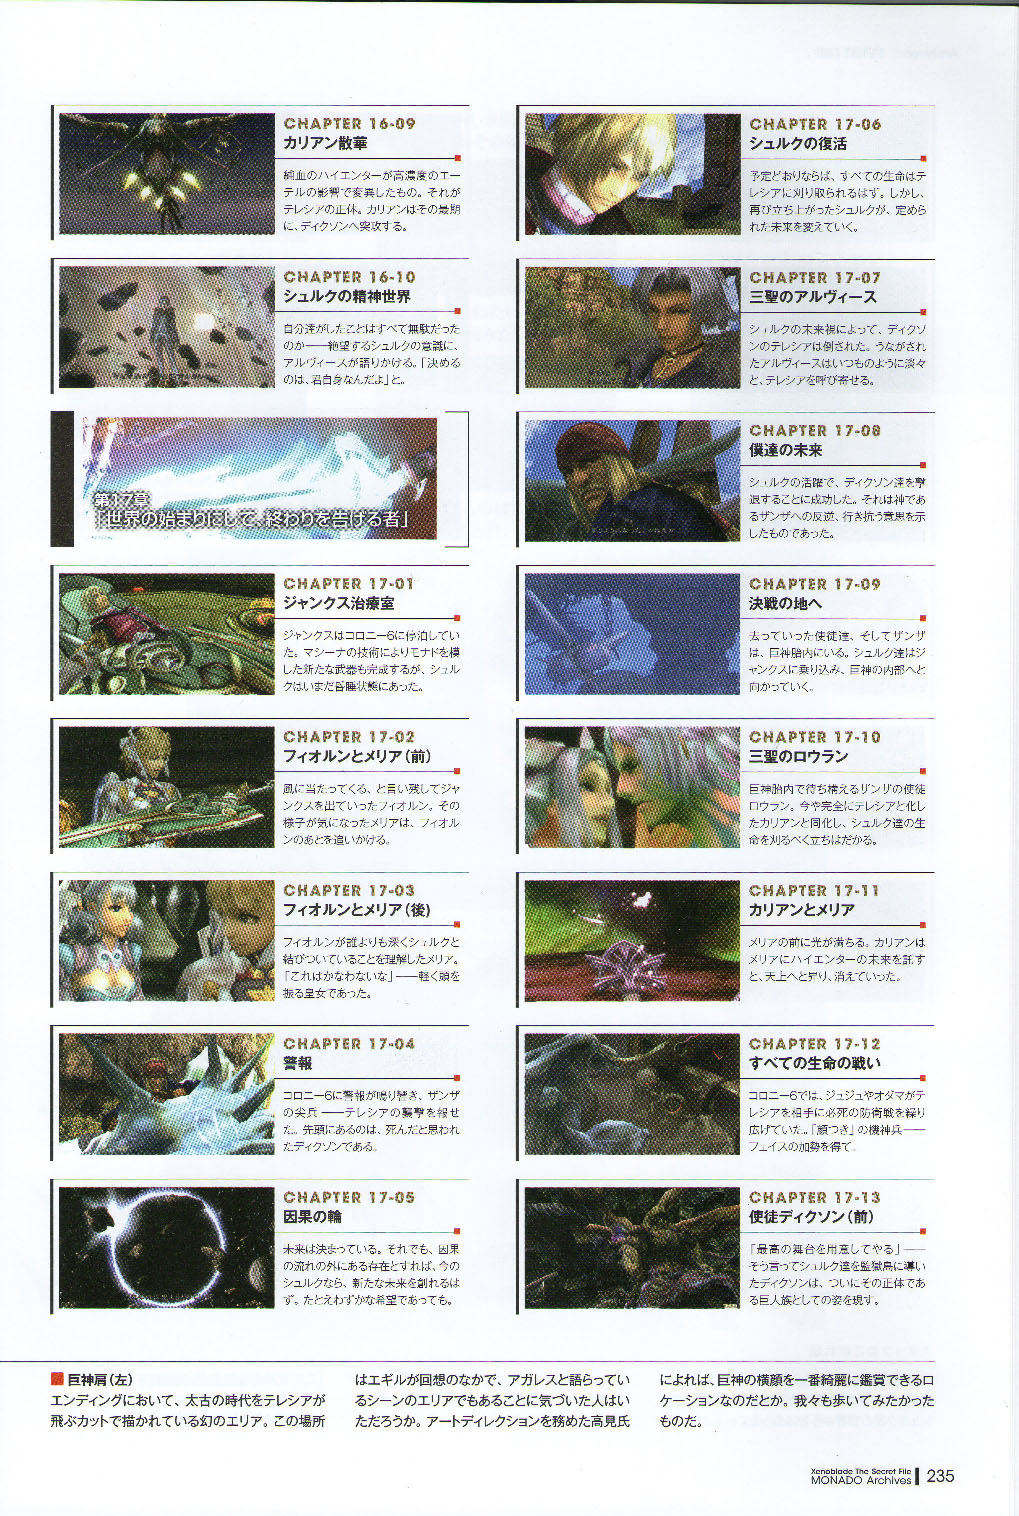 CHAPTER 16-09
カリアン散華
純血のハイエンターが高濃度のエー
テルの影響で変異したもの。それが
テレシアの正体。カリアンはその最期
に、ディクソンへ突攻する。
CHAPTER 16-10
シュルクの精神世界
自分達がしたことはすべて無駄だった
のか――絶望するシュルクの意識に、
アルヴィースが語りかける。「決める
のは、君自身なんだよ」と。
第17章
「世界の始まりにして、終わりを告げる者」
CHAPTER 17-01
ジャンクス治療室
ジャンクスはコロニー6に停泊してい
た。マシーナの技術によりモナドを模
した新たな武器も完成するが、シュル
クはいまだ昏睡状態にあった。
CHAPTER 17-02
フィオルンとメリア（前）
風に当たってくる、と言い残してジャ
ンクスを出ていったフィオルン。その
様子が気になったメリアは、フィオル
ンのあとを追いかける。
CHAPTER 17-03
フィオルンとメリア（後）
フィオルンが誰よりも深くシュルクと
結びついていることを理解したメリア。
「これはかなわないな」――軽く頭を
振る皇女であった。
CHAPTER 17-04
警報
コロニー6に警報が鳴り響き、ザンザ
の尖兵――テレシアの襲撃を報せ
た。先頭にあるのは、死んだと思われ
たディクソンである。
CHAPTER 17-05
因果の輪
未来は決まっている。それでも、因果
の流れの外にある存在とすれば、今の
シュルクなら、新たな未来を創れるは
ず。たとえわずかな希望であっても。
CHAPTER 17-06
シュルクの復活
予定どおりならば、すべての生命はテ
レシアに刈り取られるはず。しかし、
再び立ち上がったシュルクが、定めら
れた未来を変えていく。
CHAPTER 17-07
三聖のアルヴィース
シュルクの未来視によって、ディクソ
ンのテレシアは倒された。うながされ
たアルヴィースはいつものように淡々
と、テレシアを呼び寄せる。
CHAPTER 17-08
僕達の未来
シュルクの活躍で、ディクソン達を撃
退することに成功した。それは神であ
るザンザへの反逆、行き抗う意思を示
したものであった。
CHAPTER 17-09
決戦の地へ
去っていった使徒達、そしてザンザ
は、巨神胎内にいる。シュルク達はジ
ャンクスに乗り込み、巨神の内部へと
向かっていく。
CHAPTER 17-10
三聖のロウラン
巨神胎内で待ち構えるザンザの使徒
ロウラン。今や完全にテレシアと化し
たカリアンと同化し、シュルク達の生
命を刈るべく立ちはだかる。
CHAPTER 17-11
カリアンとメリア
メリアの前に光が満ちる。カリアンは
メリアにハイエンターの未来を託す
と、天上へと昇り、消えていった。
CHAPTER 17-12
すべての生命の戦い
コロニー6では、ジュジュやオダマがテ
レシアを相手に必死の防衛戦を繰り
広げていた。「顔つき」の機神兵――
フェイスの加勢を得て。
CHAPTER 17-13
使徒ディクソン（前）
「最高の舞台を用意してやる」――
そう言ってシュルク達を監獄島に導い
たディクソンは、ついにその正体であ
る巨人族としての姿を現す。
巨神肩（左）
エンディングにおいて、太古の時代をテレシアが
飛ぶカットで描かれている幻のエリア。この場所
はエギルが回想のなかで、アガレスと語らってい
るシーンのエリアでもあることに気づいた人はい
ただろうか。アートディレクションを務めた高見氏
によれば、巨神の横顔を一番綺麗に鑑賞できるロ
ケーションなのだとか。我々も歩いてみたかった
ものだ。
Xenoblade The Secret File
MONADO Archives 235